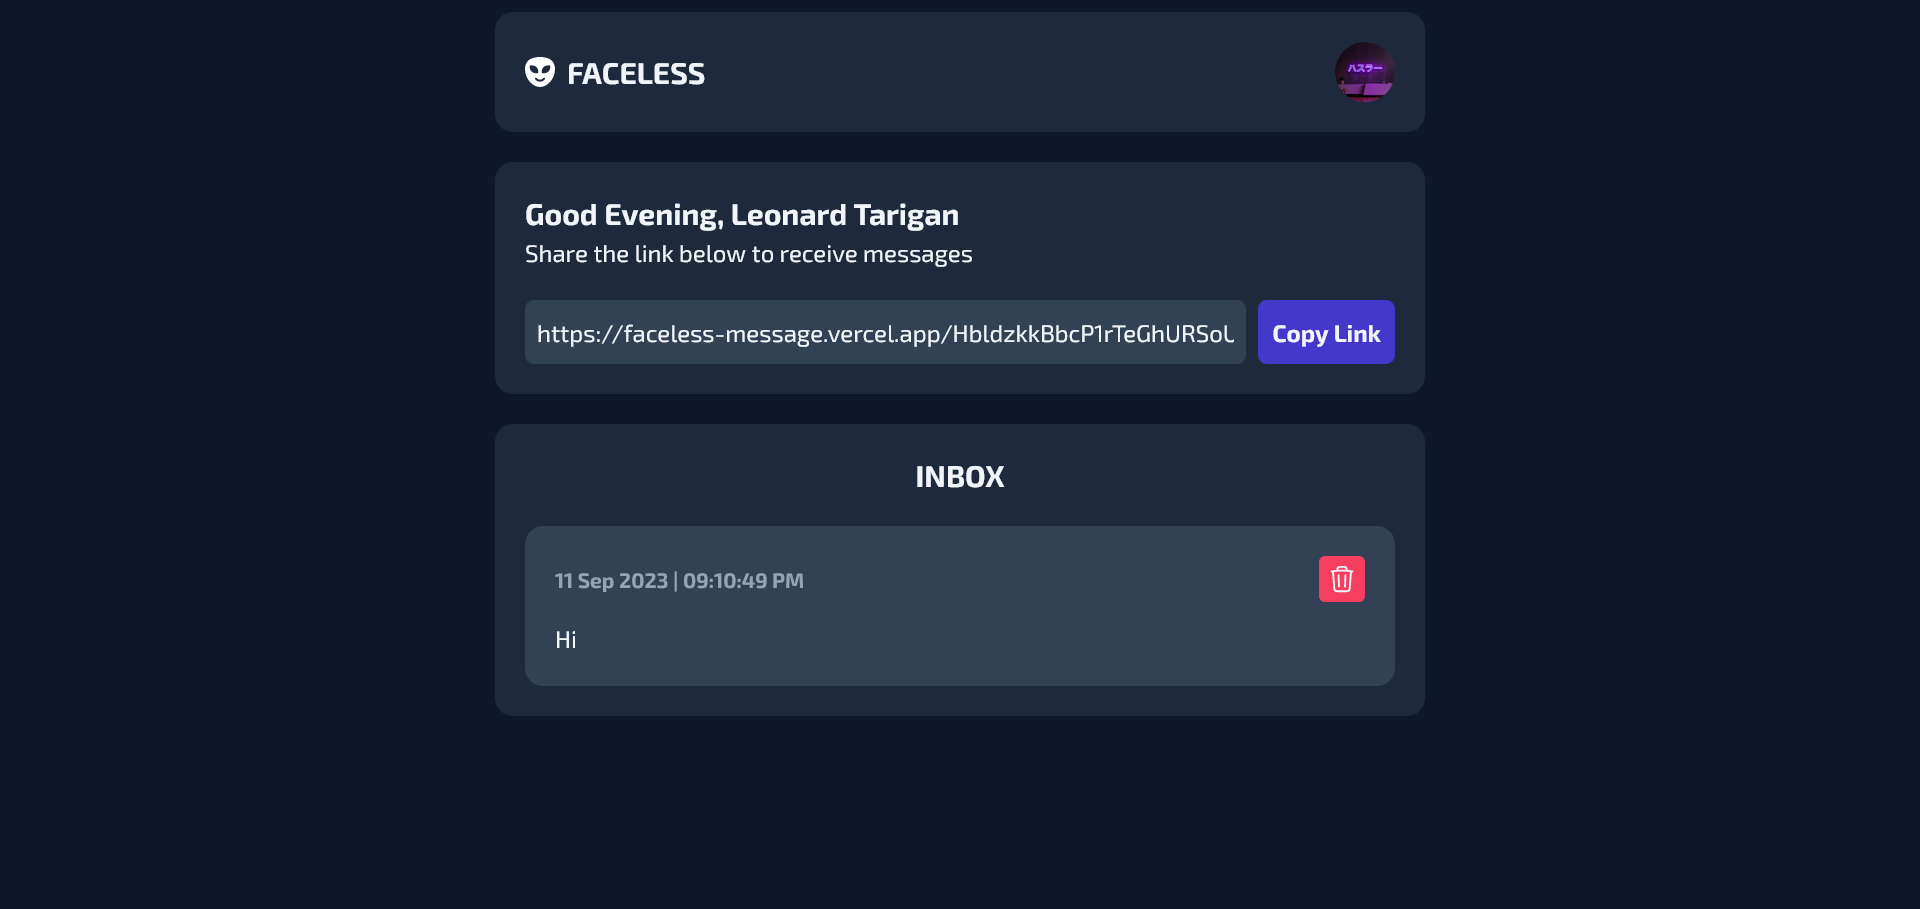 FACELESS
ハスラー
Good Evening, Leonard Tarigan
Share the link below to receive messages
https://faceless-message.vercel.app/HbldzkkBbcP1rTeGhURSoU
Copy Link
INBOX
11 Sep 2023 | 09:10:49 PM
Hi